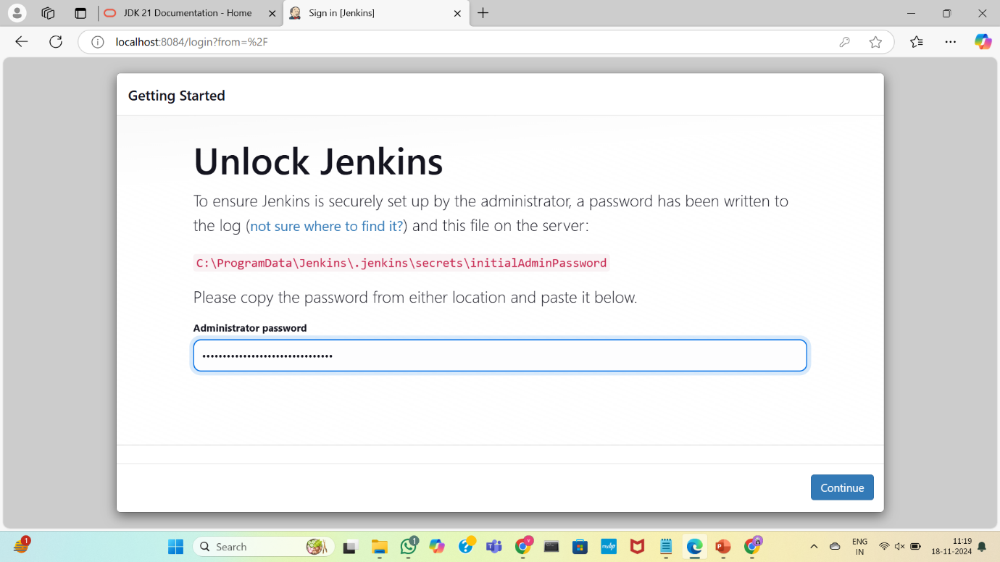 JDK 21 Documentation - Home
Sign in [Jenkins]
localhost:8084/login?from=%2F
Getting Started
Unlock Jenkins
To ensure Jenkins is securely set up by the administrator, a password has been written to
the log (not sure where to find it?) and this file on the server:
C:\ProgramData\Jenkins\.jenkins\secrets\initialAdminPassword
Please copy the password from either location and paste it below.
Administrator password
••••••••••••••••••••••••••••••••
Continue
1
Search
1
T
myhp
P
ENG
IN
11:19
18-11-2024